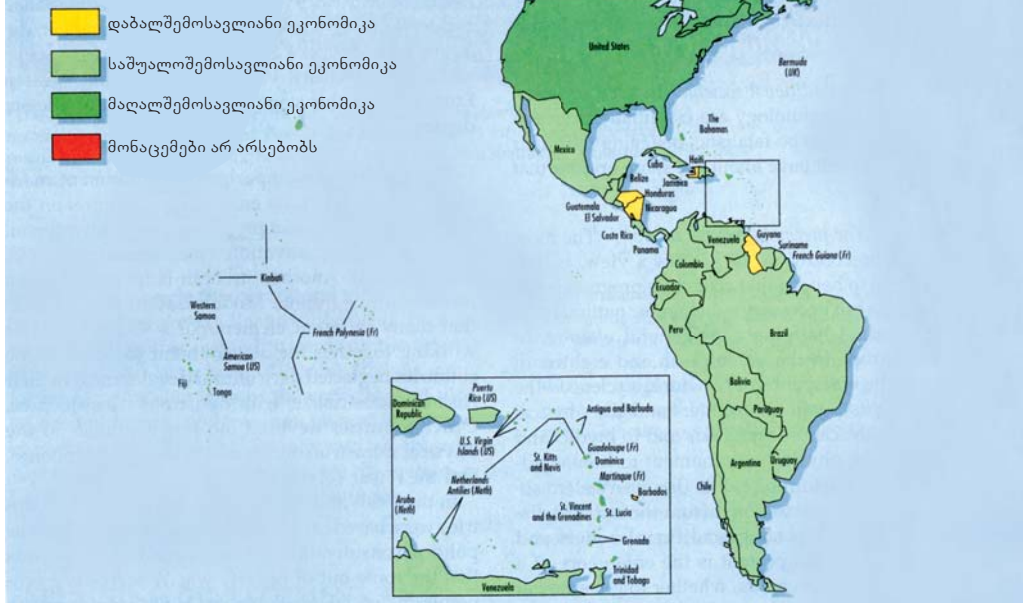 დაბალშემოსავლიანი ეკონომიკა
საშუალოშემოსავლიანი ეკონომიკა
მაღალშემოსავლიანი ეკონომიკა
მონაცემები არ არსებობს
United States
Bermuda
(UK)
The
Bahamas
Mexico
Cuba
Haiti
Belize
Jamaica
Honduras
Guatemala
Nicaragua
El Salvador
Costa Rica
Panama
Venezuela
Guyana
Suriname
French Guiana (Fr)
Colombia
Ecuador
Peru
Brazil
Bolivia
Paraguay
Argentina
Uruguay
Chile
Kiribati
Western
Samoa
French Polynesia (Fr)
American
Samoa (US)
Fiji
Tonga
Dominican
Republic
Puerto
Rico (US)
Antigua and Barbuda
U.S. Virgin
Islands (US)
St. Kitts
and Nevis
Guadeloupe (Fr)
Dominica
Netherlands
Antilles (Neth)
Martinique (Fr)
Barbados
Aruba
(Neth)
St. Vincent
and the Grenadines
St. Lucia
Grenada
Trinidad
and Tobago
Venezuela